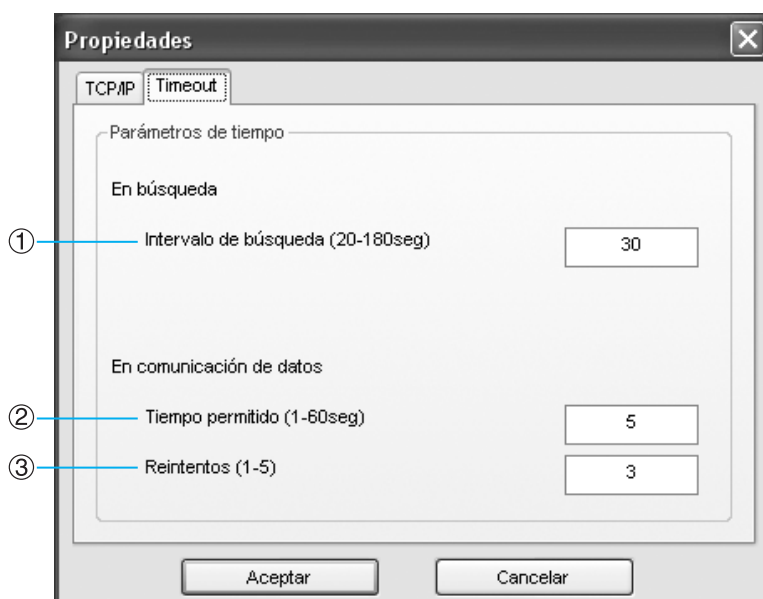 Propiedades
TCP/IP Timeout
Parámetros de tiempo
En búsqueda
① Intervalo de búsqueda (20-180seg) 30
En comunicación de datos
② Tiempo permitido (1-60seg) 5
③ Reintentos (1-5) 3
Aceptar Cancelar